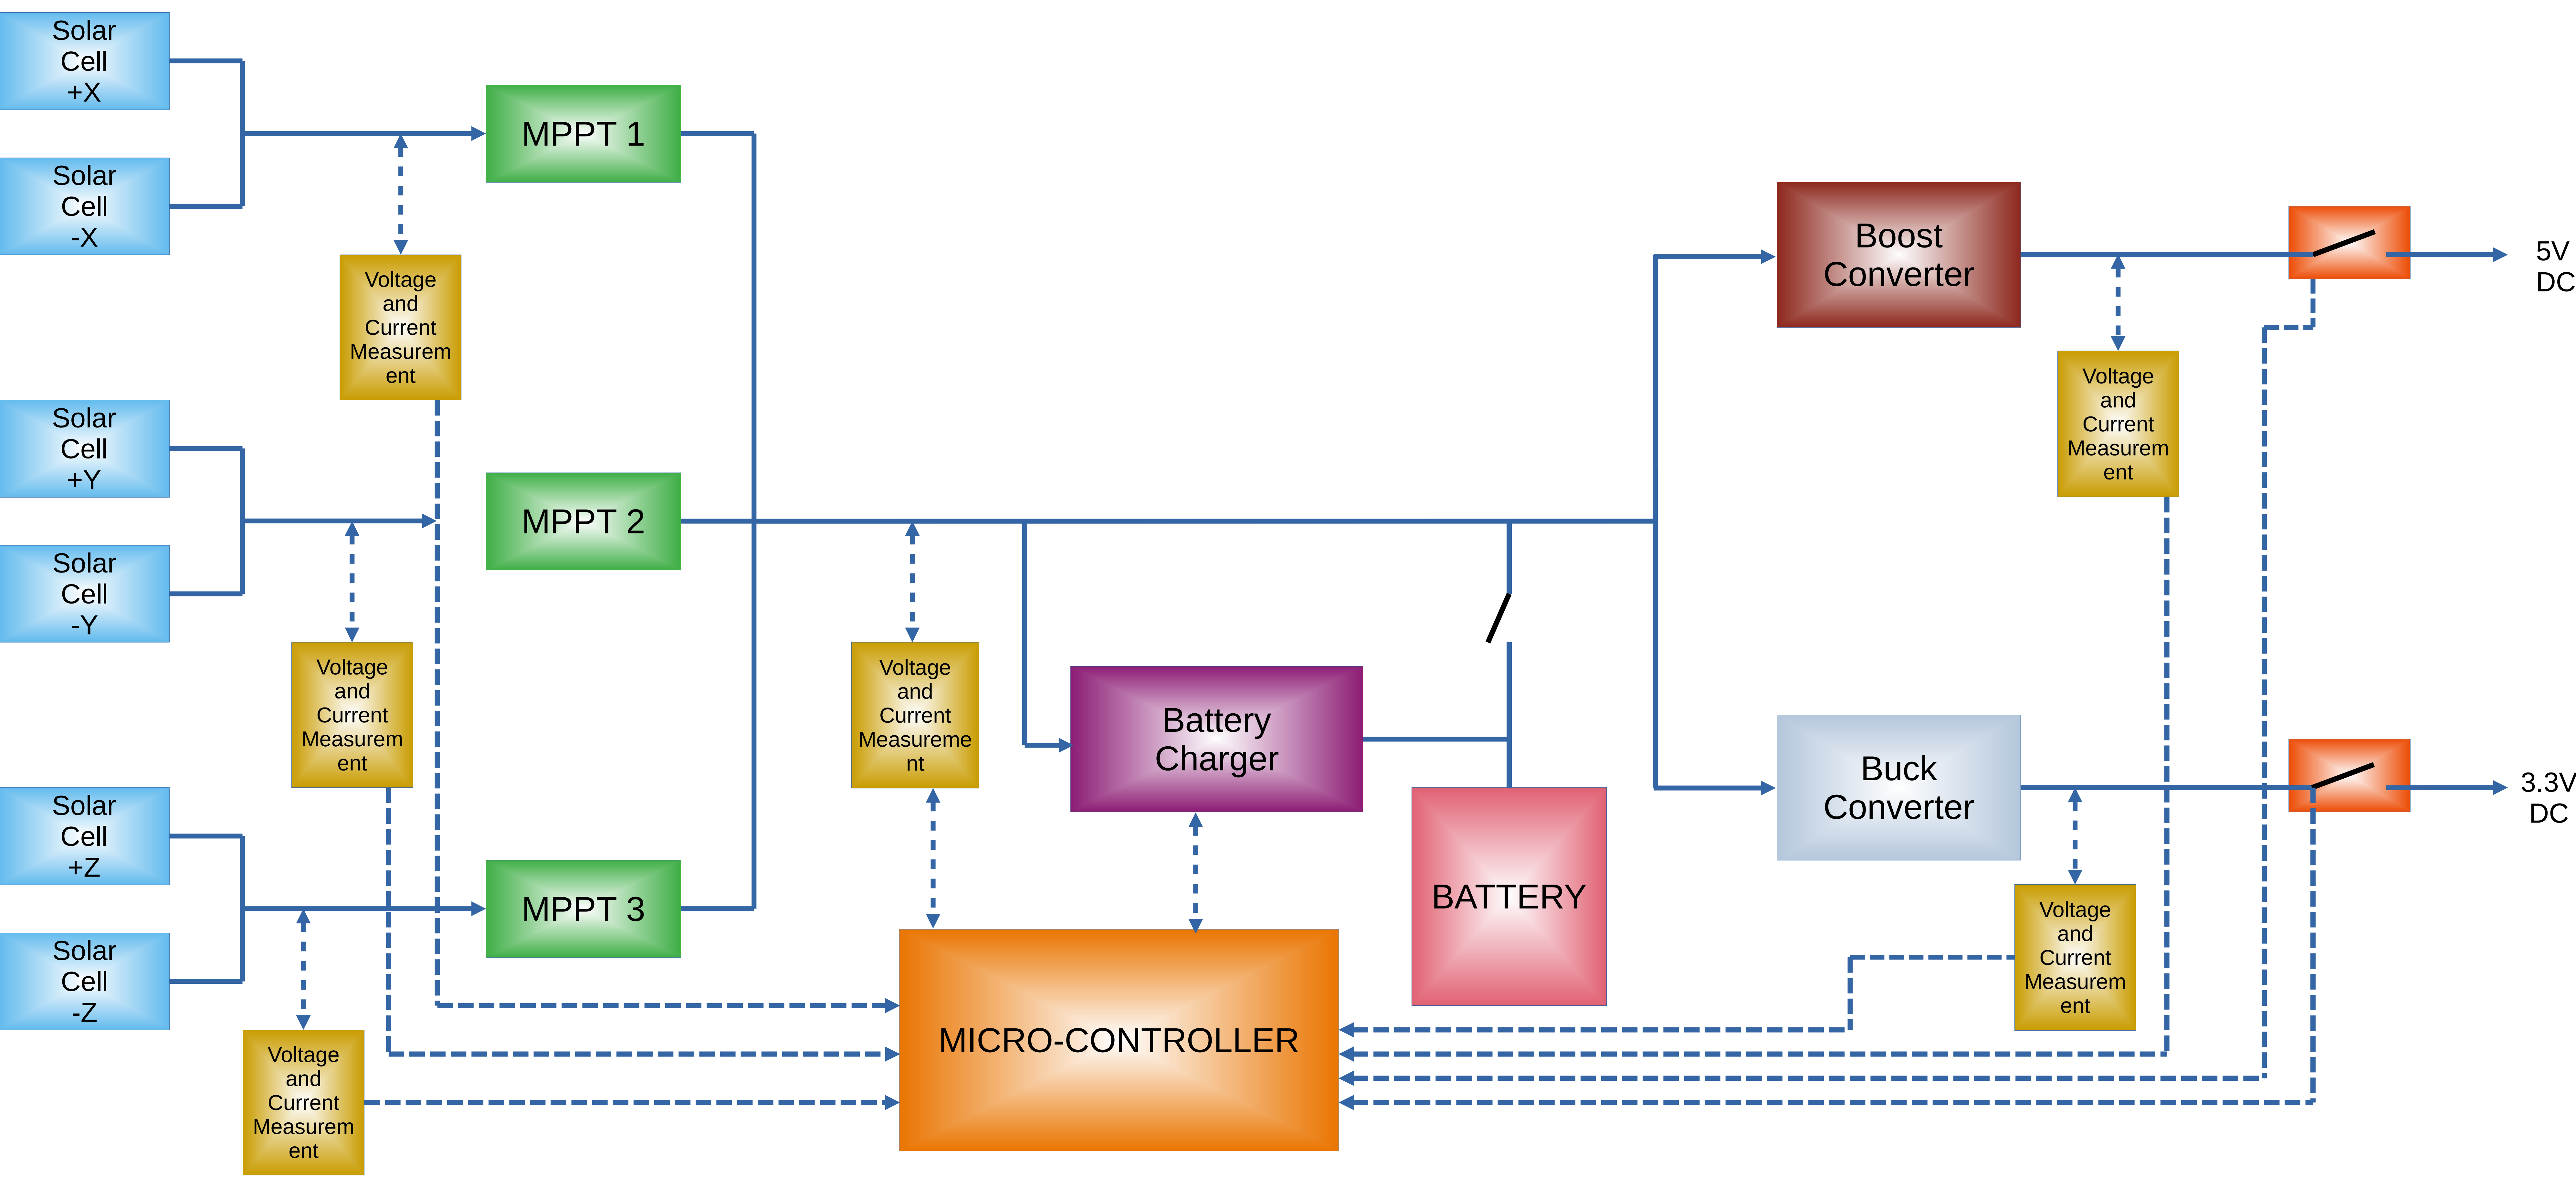 Solar
Cell
+X
Solar
Cell
-X
MPPT 1
Voltage
and
Current
Measurem
ent
Solar
Cell
+Y
Solar
Cell
-Y
MPPT 2
Voltage
and
Current
Measurem
ent
Solar
Cell
+Z
Solar
Cell
-Z
MPPT 3
Voltage
and
Current
Measurem
ent
Voltage
and
Current
Measureme
nt
Battery
Charger
BATTERY
MICRO-CONTROLLER
Boost
Converter
5V
DC
Voltage
and
Current
Measurem
ent
Buck
Converter
3.3V
DC
Voltage
and
Current
Measurem
ent